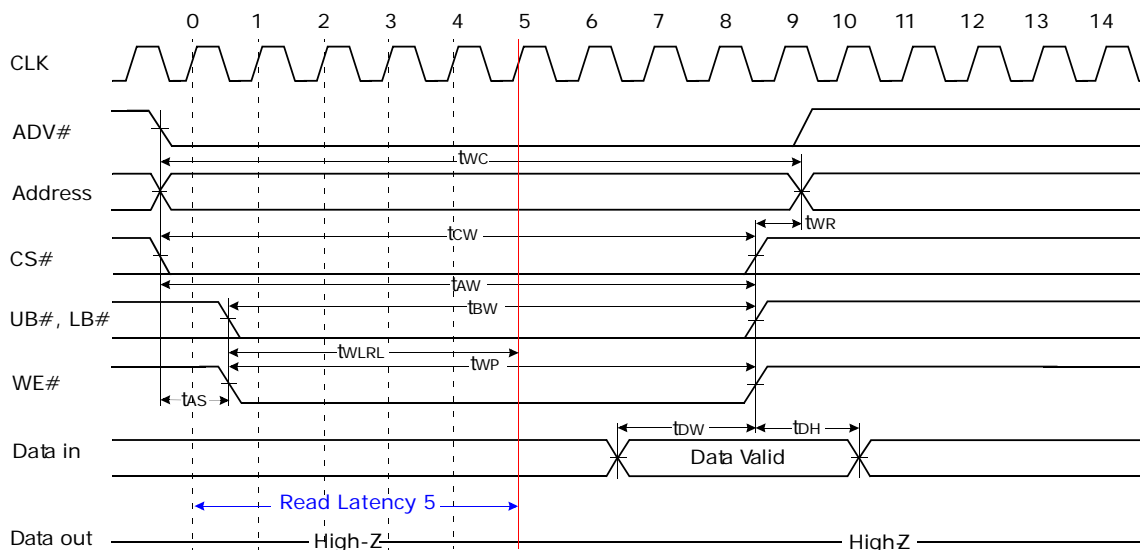 0 1 2 3 4 5 6 7 8 9 10 11 12 13 14
CLK
ADV#
tWC
Address
tWR
tCW
CS#
tAW
tBW
UB#, LB#
tWLRL
tWP
WE#
tAS
tDW tDH
Data in Data Valid
Read Latency 5
Data out High-Z High-Z